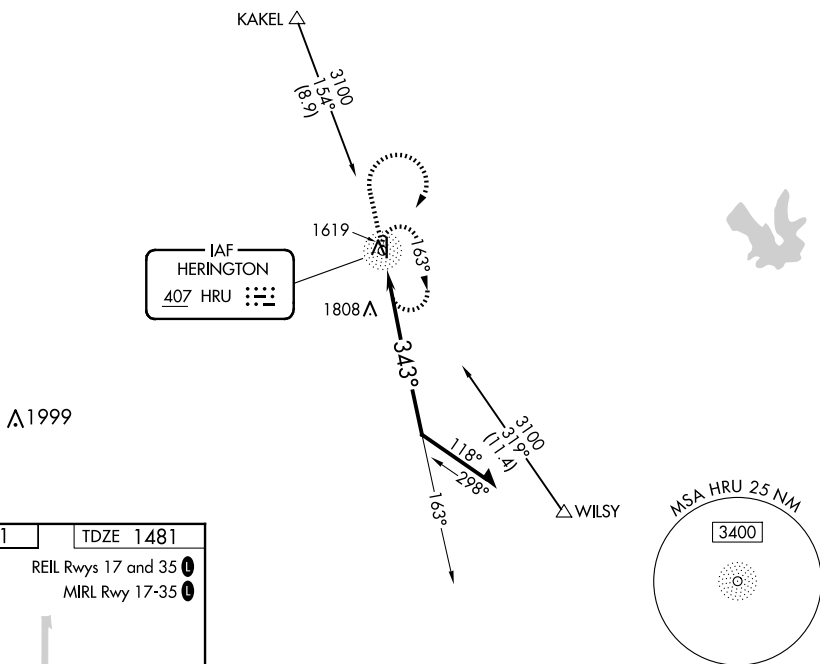 KAKEL
3100
154°
(8.9)
1619
IAF
HERINGTON
407 HRU
163°
1808
343°
1999
3100
319°
(11.4)
118°
298°
163°
WILSY
MSA HRU 25 NM
3400
1
TDZE 1481
REIL Rwys 17 and 35 L
MIRL Rwy 17-35 L